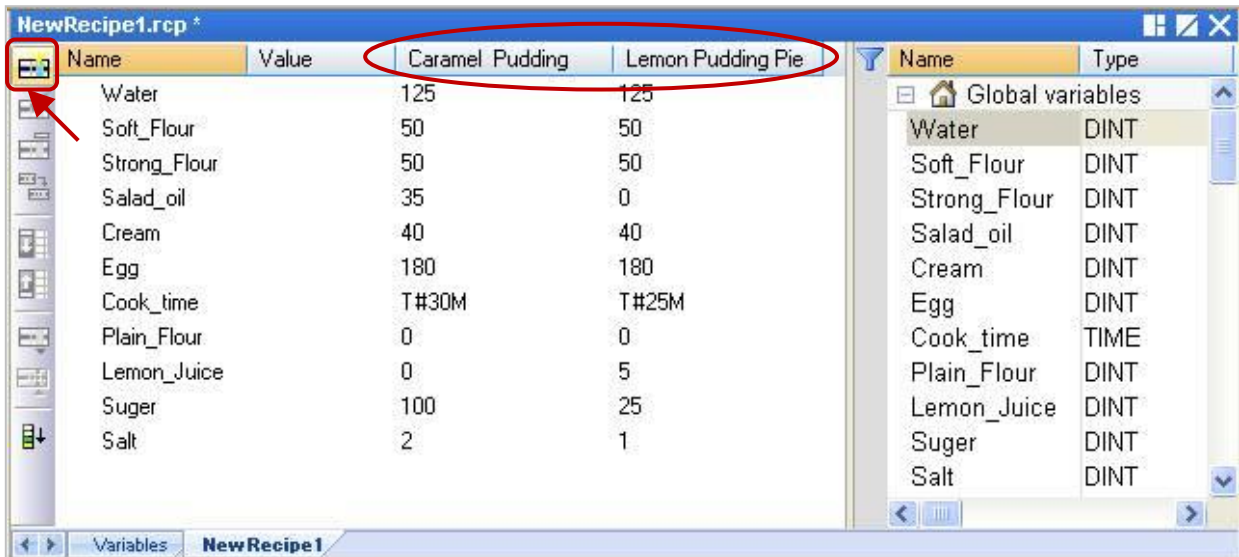 NewRecipe1.rcp *
Name Value Caramel Pudding Lemon Pudding Pie
Water 125 125
Soft_Flour 50 50
Strong_Flour 50 50
Salad_oil 35 0
Cream 40 40
Egg 180 180
Cook_time T#30M T#25M
Plain_Flour 0 0
Lemon_Juice 0 5
Suger 100 25
Salt 2 1
Name Type
Global variables
Water DINT
Soft_Flour DINT
Strong_Flour DINT
Salad_oil DINT
Cream DINT
Egg DINT
Cook_time TIME
Plain_Flour DINT
Lemon_Juice DINT
Suger DINT
Salt DINT
Variables NewRecipe1